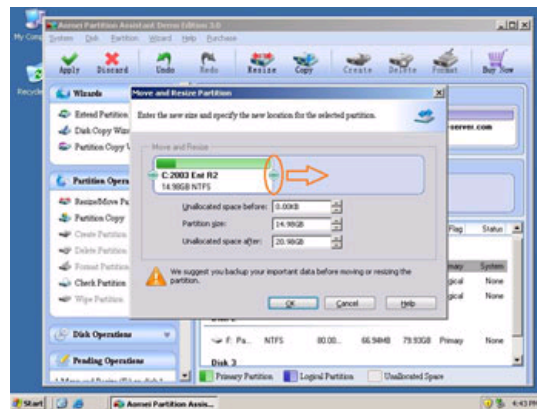 My Comp
Recycle
Aomei Partition Assistant Demo Edition 3.0
System Disk Partition Wizard Help Purchase
Apply Discard Undo Redo Resize Copy Create Delete Format Buy Now
Wizards
Extend Partition
Disk Copy Wiz
Partition Copy
Partition Opera
Resize/Move Pa
Partition Copy
Create Partition
Delete Partition
Format Partition
Check Partition
Wipe Partition
Disk Operations
Pending Operations
Move and Resize Partition
Enter the new size and specify the new location for the selected partition.
Move and Resize
C:2003 Ent R2
14.98GB NTFS
Unallocated space before: 0.00KB
Partition size: 14.98GB
Unallocated space after: 20.98GB
We suggest you backup your important data before moving or resizing the partition.
OK Cancel Help
-server.com
Flag Status
mary System
gical None
gical None
F: Pa... NTFS 80.00... 66.94MB 79.93GB Primary None
Disk 3
Primary Partition Logical Partition Unallocated Space
Start Aomei Partition Assis... 4:43 PM